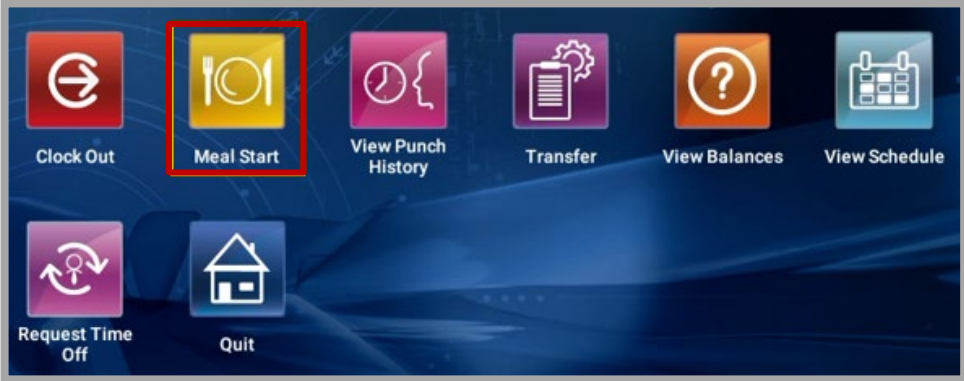 Clock Out
Meal Start
View Punch
History
Transfer
View Balances
View Schedule
Request Time
Off
Quit